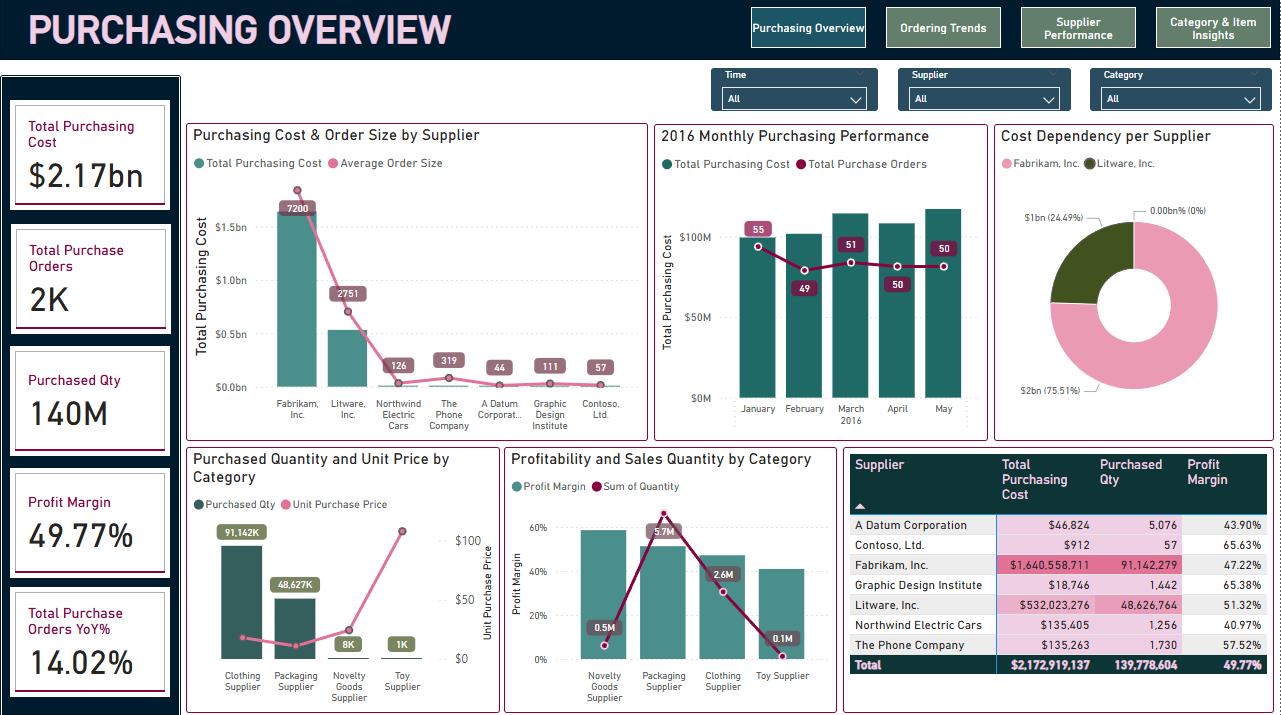 PURCHASING OVERVIEW
Purchasing Overview
Ordering Trends
Supplier
Performance
Category & Item
Insights
Time
All
Supplier
All
Category
All
Total Purchasing
Cost
$2.17bn
Total Purchase
Orders
2K
Purchased Qty
140M
Profit Margin
49.77%
Total Purchase
Orders YoY%
14.02%
Purchasing Cost & Order Size by Supplier
Total Purchasing Cost
Average Order Size
Total Purchasing Cost
$1.5bn
$1.0bn
$0.5bn
$0.0bn
7200
2751
126
319
44
111
57
Fabrikam,
Inc.
Litware,
Inc.
Northwind
Electric
Cars
The
Phone
Company
A Datum
Corporat...
Graphic
Design
Institute
Contoso,
Ltd.
2016 Monthly Purchasing Performance
Total Purchasing Cost
Total Purchase Orders
Total Purchasing Cost
$100M
$50M
$0M
55
49
51
50
50
January
February
March
April
May
2016
Cost Dependency per Supplier
Fabrikam, Inc.
Litware, Inc.
$1bn (24.49%)
0.00bn% (0%)
$2bn (75.51%)
Purchased Quantity and Unit Price by
Category
Purchased Qty
Unit Purchase Price
91,142K
48,627K
8K
1K
$100
$50
$0
Unit Purchase Price
Clothing
Supplier
Packaging
Supplier
Novelty
Goods
Supplier
Toy
Supplier
Profitability and Sales Quantity by Category
Profit Margin
Sum of Quantity
Profit Margin
60%
40%
20%
0%
0.5M
5.7M
2.6M
0.1M
Novelty
Goods
Supplier
Packaging
Supplier
Clothing
Supplier
Toy Supplier
Supplier Total Purchasing Cost Purchased Qty Profit Margin
A Datum Corporation $46,824 5,076 43.90%
Contoso, Ltd. $912 57 65.63%
Fabrikam, Inc. $1,640,558,711 91,142,279 47.22%
Graphic Design Institute $18,746 1,442 65.38%
Litware, Inc. $532,023,276 48,626,764 51.32%
Northwind Electric Cars $135,405 1,256 40.97%
The Phone Company $135,263 1,730 57.52%
Total $2,172,919,137 139,778,604 49.77%